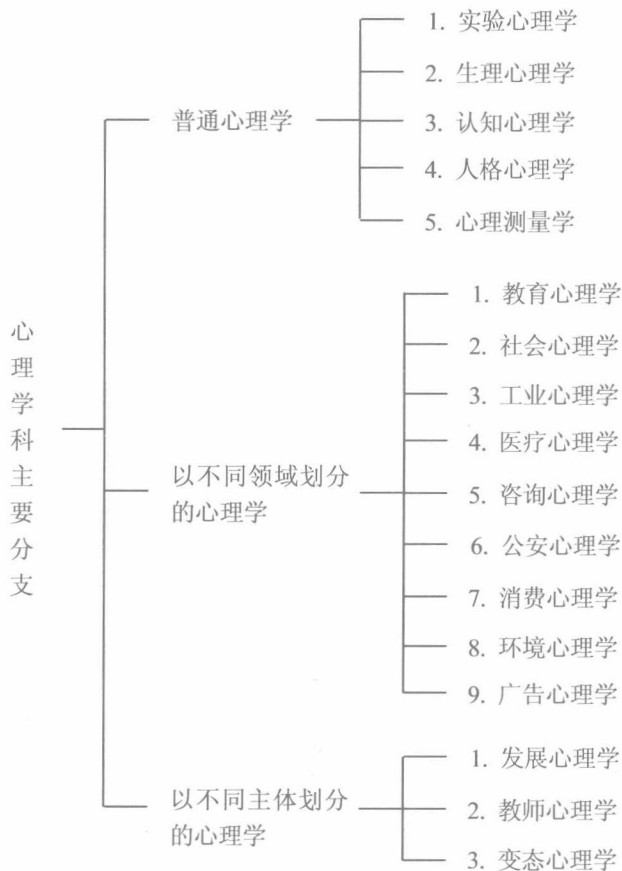 心理学科主要分支
普通心理学
1. 实验心理学
2. 生理心理学
3. 认知心理学
4. 人格心理学
5. 心理测量学
以不同领域划分
的心理学
1. 教育心理学
2. 社会心理学
3. 工业心理学
4. 医疗心理学
5. 咨询心理学
6. 公安心理学
7. 消费心理学
8. 环境心理学
9. 广告心理学
以不同主体划分
的心理学
1. 发展心理学
2. 教师心理学
3. 变态心理学